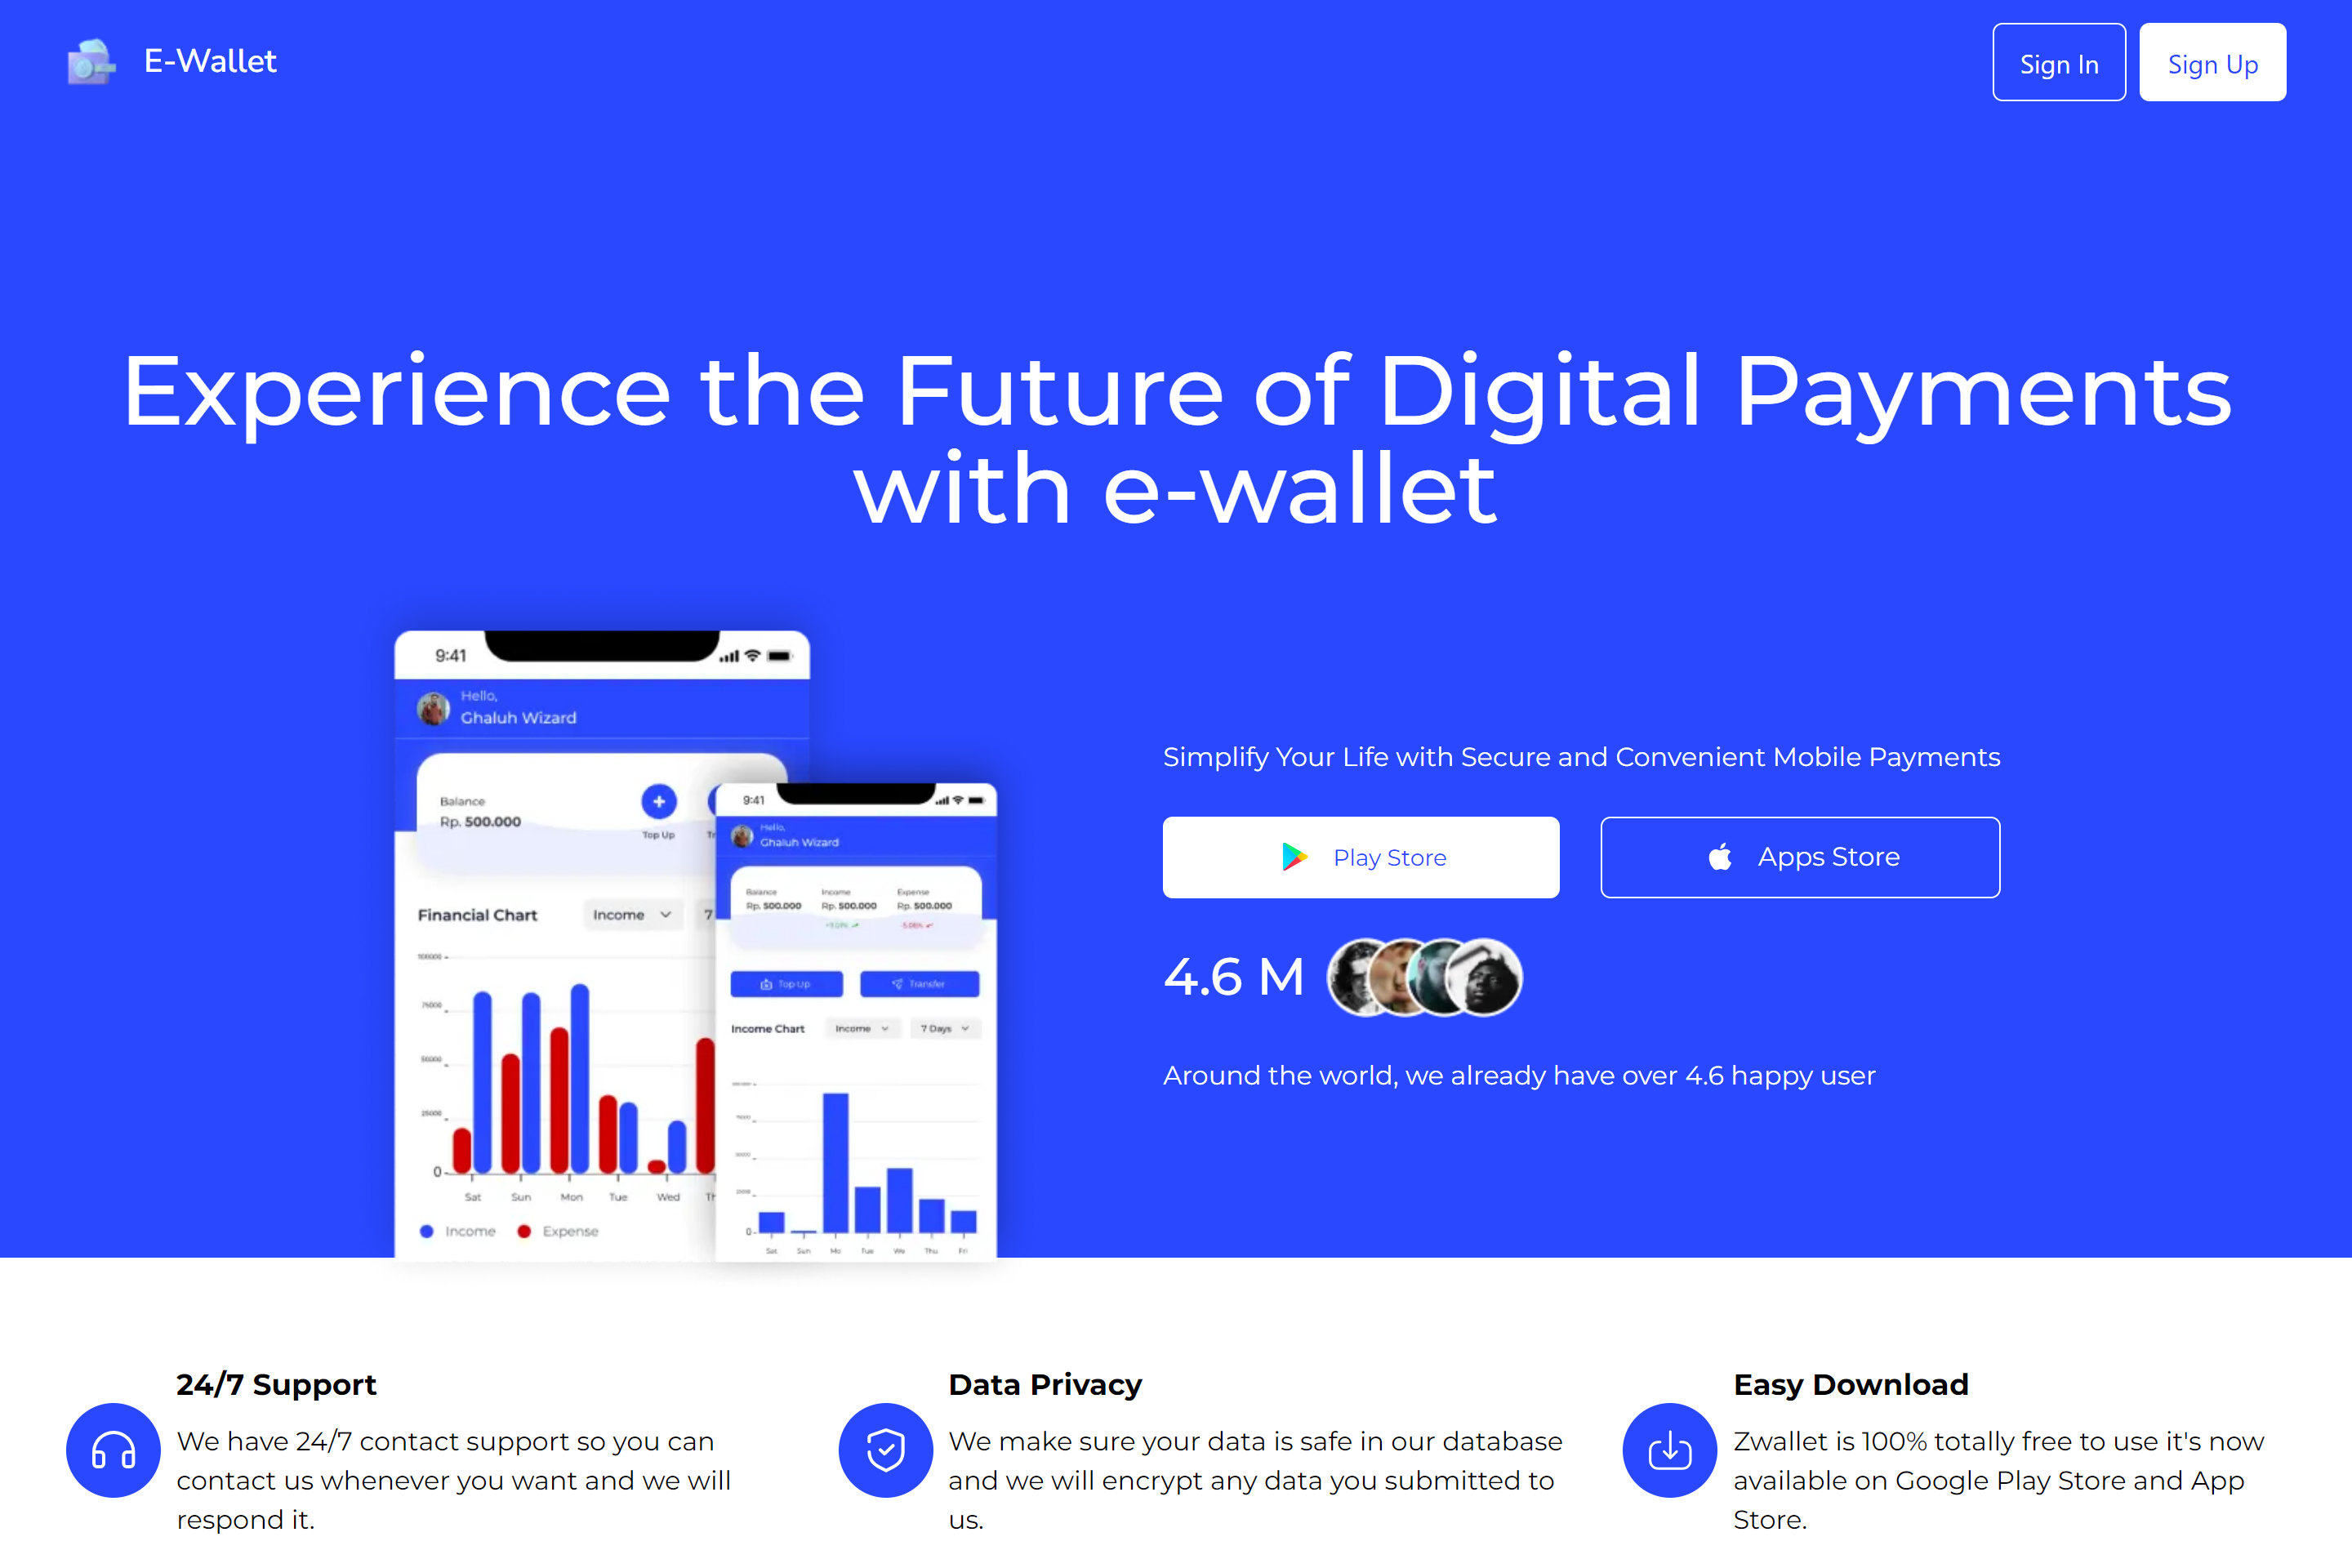 E-Wallet
Sign In
Sign Up
Experience the Future of Digital Payments
with e-wallet
9:41
Hello,
Ghaluh Wizard
Balance
Rp. 500.000
Top Up
Financial Chart
Income
7
100000
75000
50000
25000
0
Sat
Sun
Mon
Tue
Wed
Th
Income
Expense
9:41
Hello,
Ghaluh Wizard
Balance
Income
Expense
Rp. 500.000
Rp. 500.000
Rp. 500.000
Top Up
Transfer
Income Chart
Income
7 Days
0
Sat
Sun
Mo
Tue
We
Thu
Fri
Simplify Your Life with Secure and Convenient Mobile Payments
Play Store
Apps Store
4.6 M
Around the world, we already have over 4.6 happy user
24/7 Support
We have 24/7 contact support so you can
contact us whenever you want and we will
respond it.
Data Privacy
We make sure your data is safe in our database
and we will encrypt any data you submitted to
us.
Easy Download
Zwallet is 100% totally free to use it's now
available on Google Play Store and App
Store.